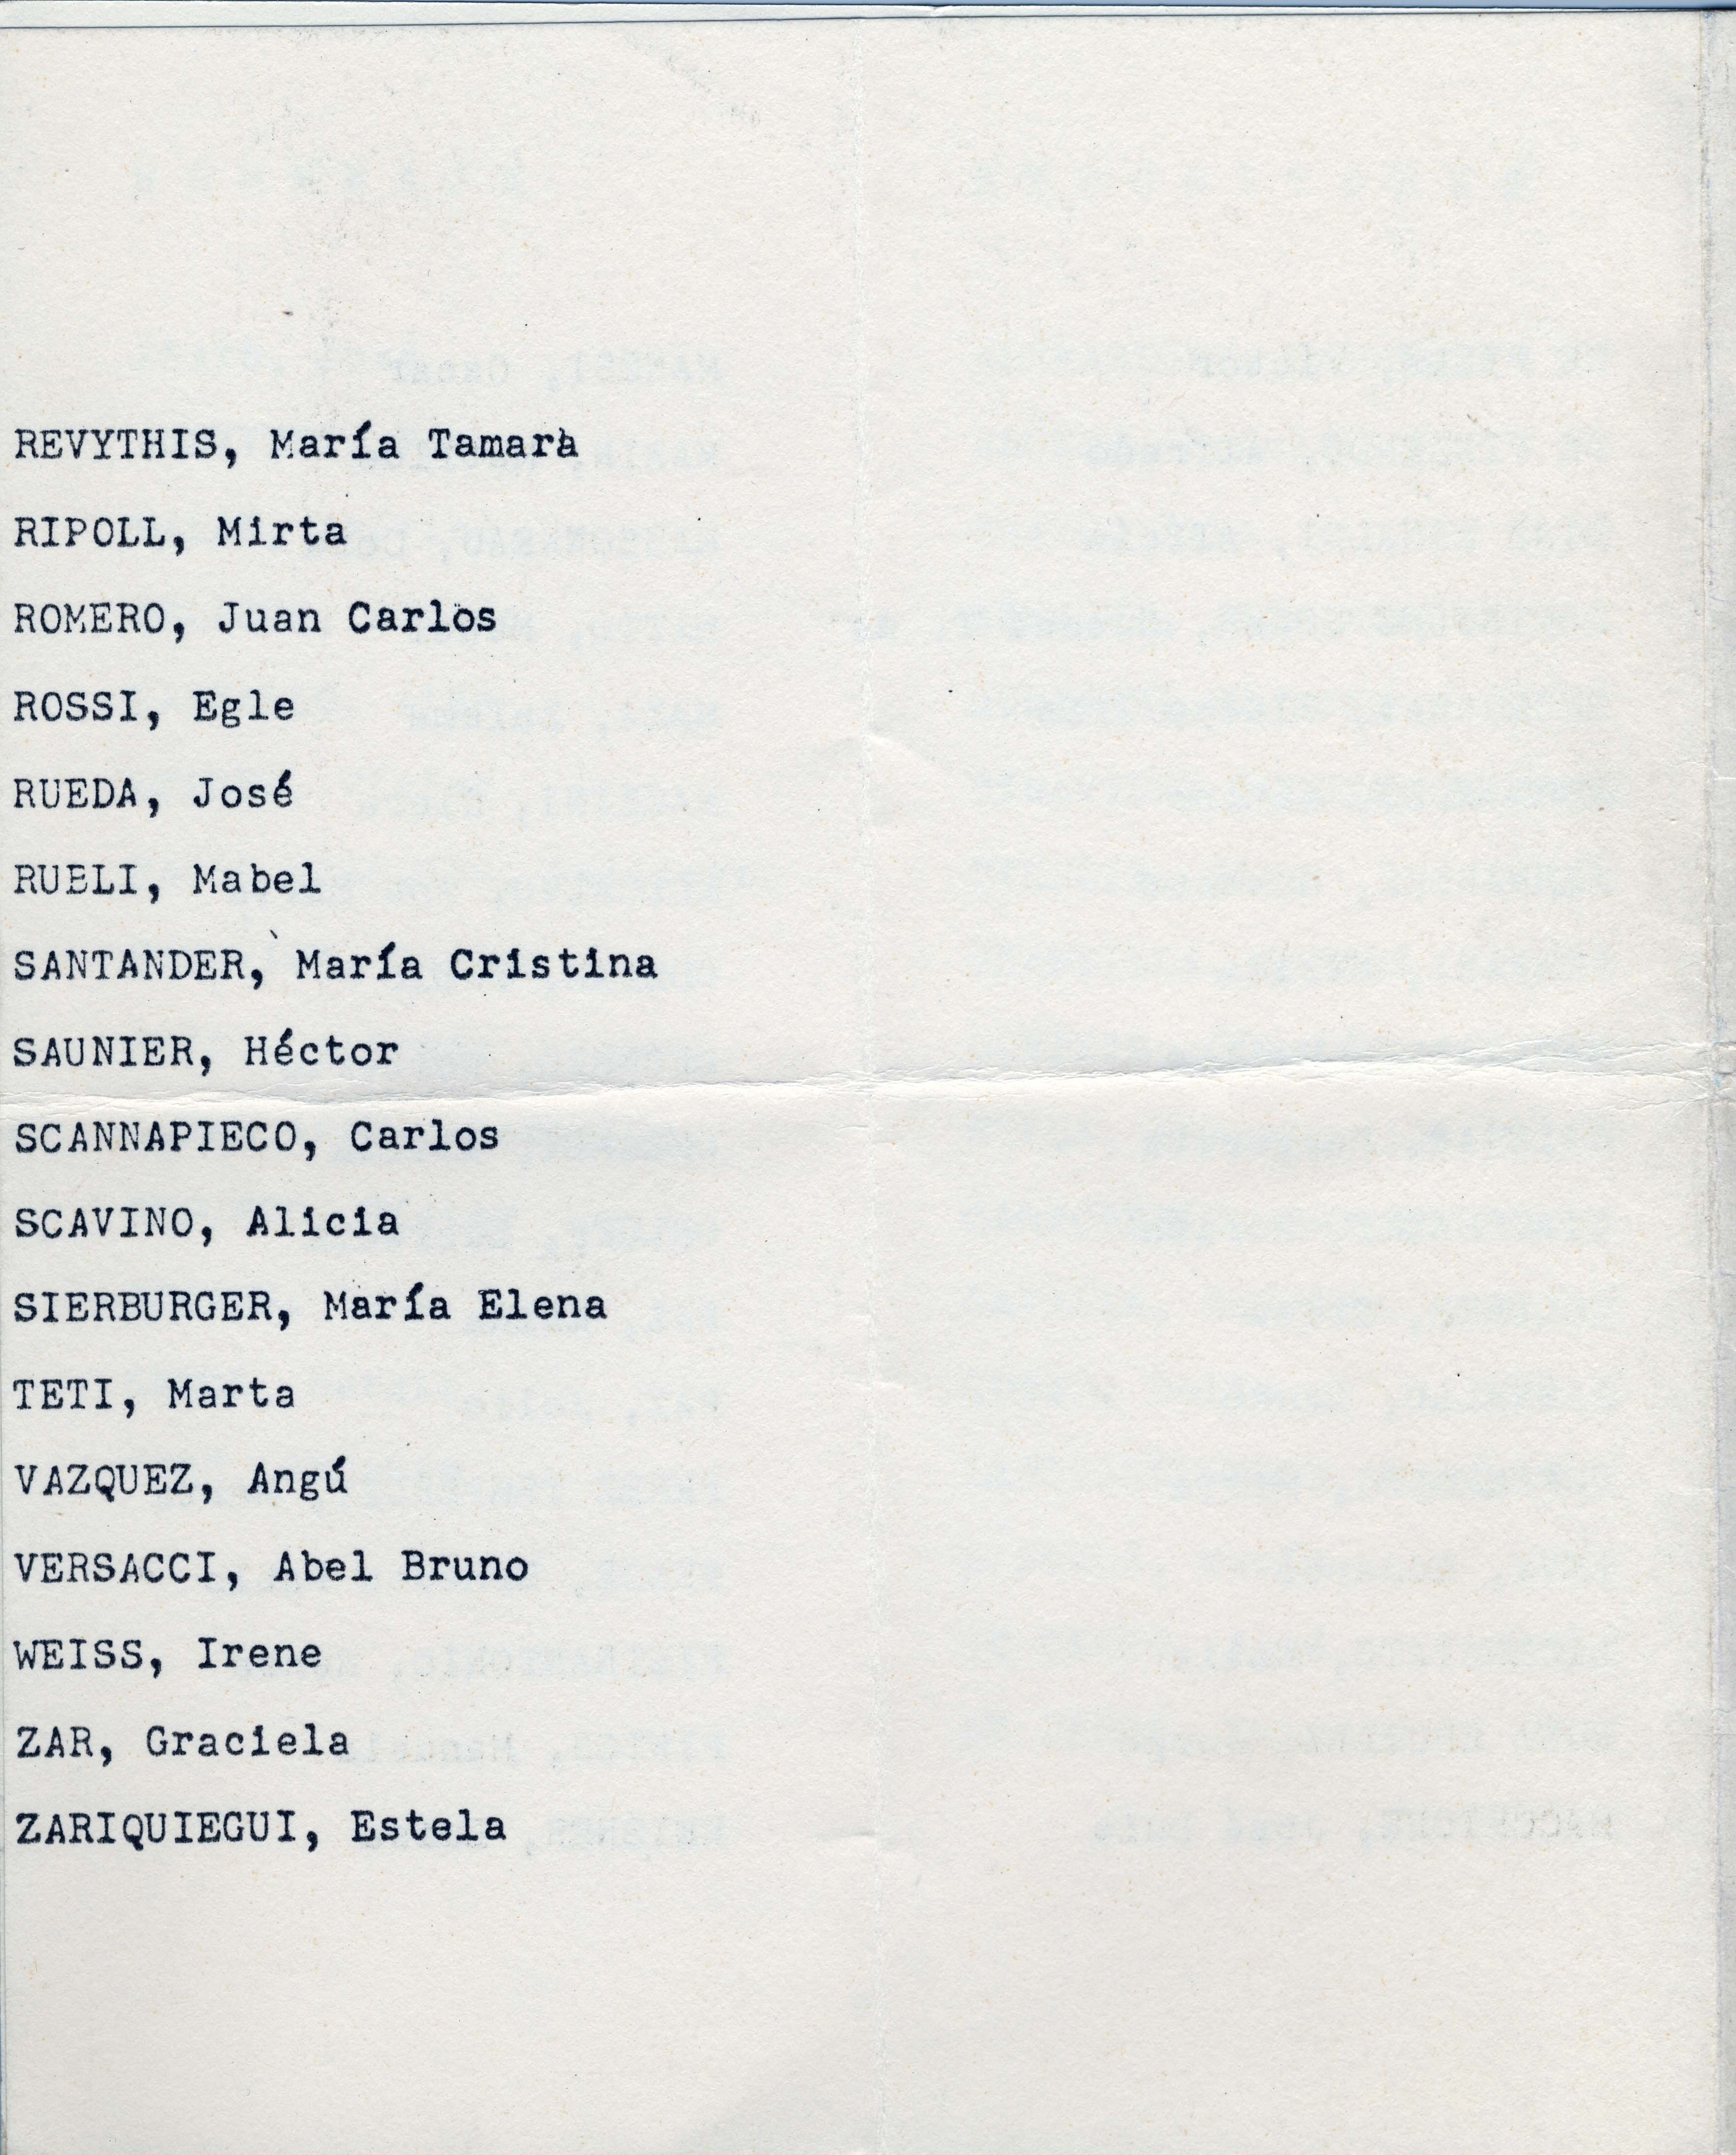 REVYTHIS, María Tamara
RIPOLL, Mirta
ROMERO, Juan Carlos
ROSSI, Egle
RUEDA, José
RUELI, Mabel
SANTANDER, María Cristina
SAUNIER, Héctor
SCANNAPIECO, Carlos
SCAVINO, Alicia
SIERBURGER, María Elena
TETI, Marta
VAZQUEZ, Angú
VERSACCI, Abel Bruno
WEISS, Irene
ZAR, Graciela
ZARIQUIEGUI, Estela